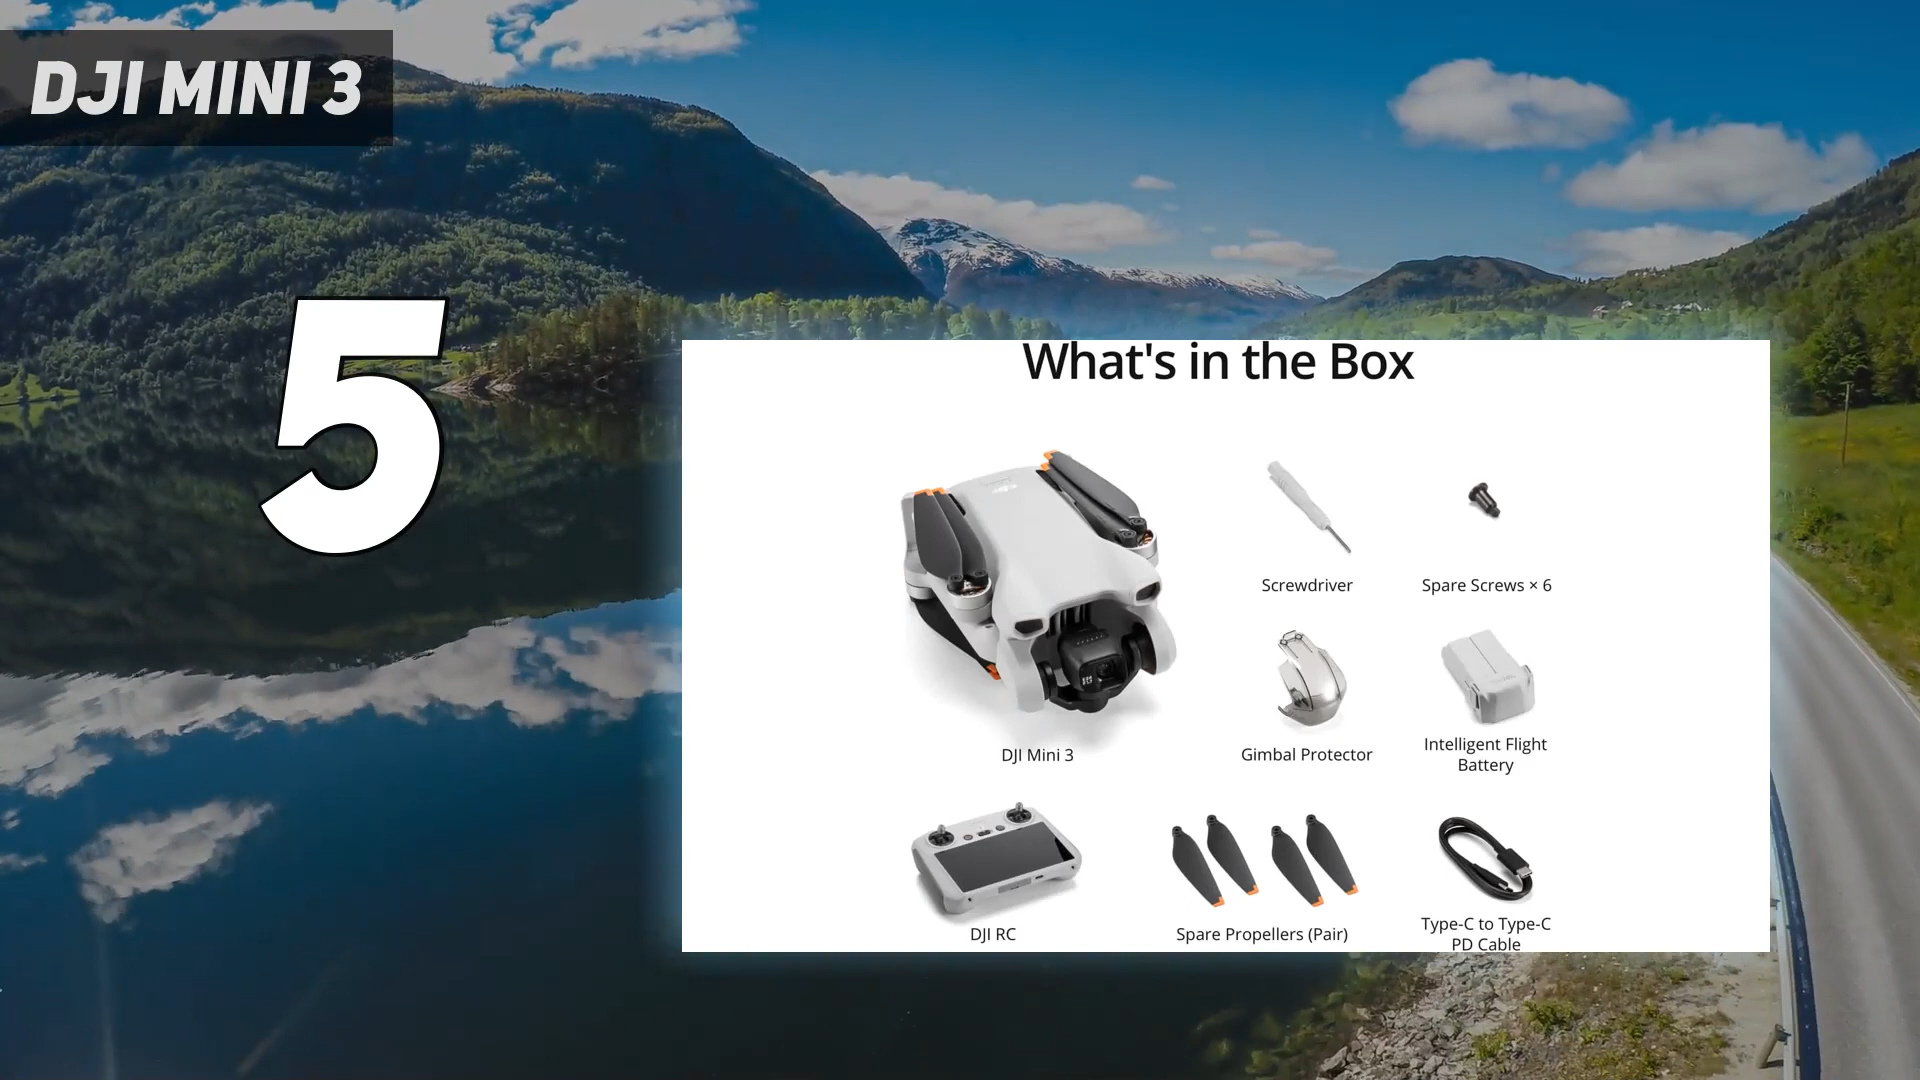 DJI MINI 3
5
What's in the Box
Screwdriver
Spare Screws × 6
DJI Mini 3
Gimbal Protector
Intelligent Flight
Battery
DJI RC
Spare Propellers (Pair)
Type-C to Type-C
PD Cable